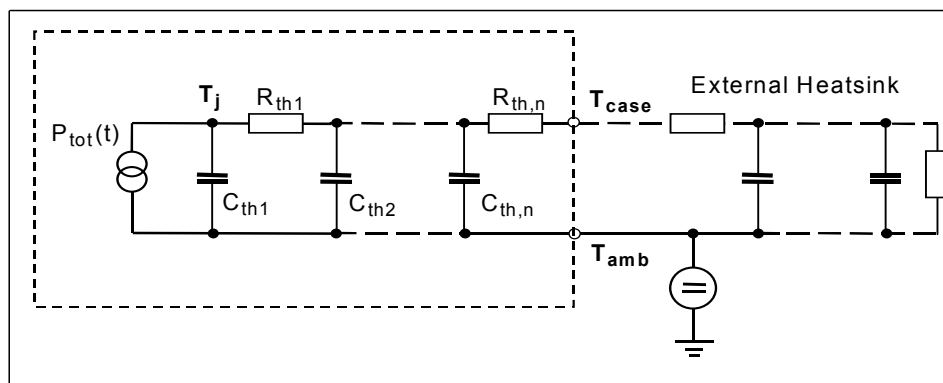 External Heatsink
T_j
R_th1
R_th,n
T_case
P_tot(t)
C_th1
C_th2
C_th,n
T_amb